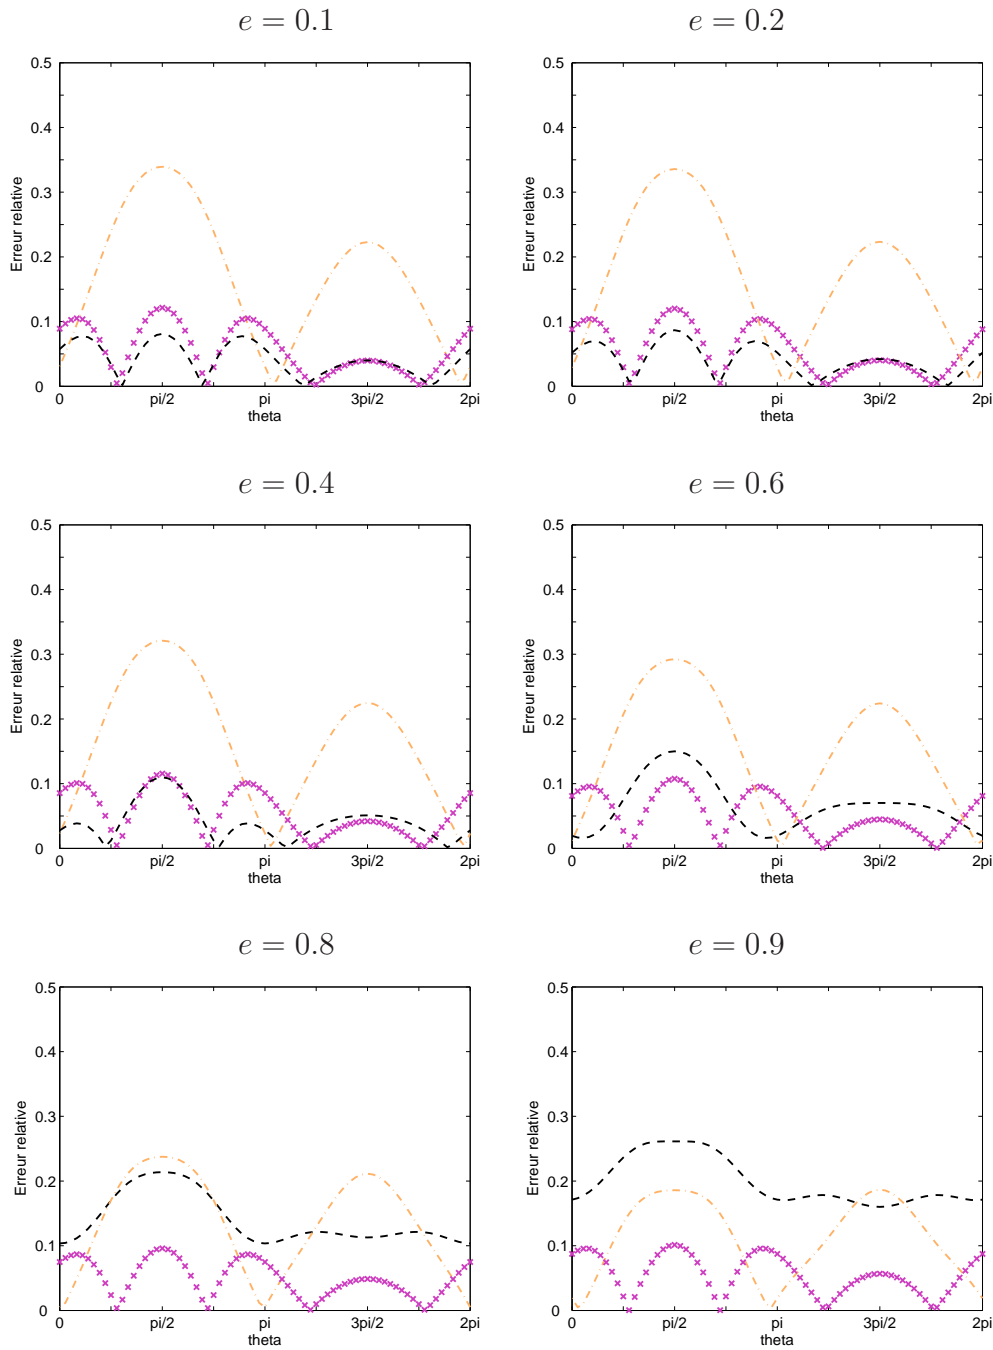 e = 0.1
e = 0.2
0.5
0.4
0.3
0.2
0.1
0
Erreur relative
0
pi/2
pi
3pi/2
2pi
theta
0.5
0.4
0.3
0.2
0.1
0
Erreur relative
0
pi/2
pi
3pi/2
2pi
theta
e = 0.4
e = 0.6
0.5
0.4
0.3
0.2
0.1
0
Erreur relative
0
pi/2
pi
3pi/2
2pi
theta
0.5
0.4
0.3
0.2
0.1
0
Erreur relative
0
pi/2
pi
3pi/2
2pi
theta
e = 0.8
e = 0.9
0.5
0.4
0.3
0.2
0.1
0
Erreur relative
0
pi/2
pi
3pi/2
2pi
theta
0.5
0.4
0.3
0.2
0.1
0
Erreur relative
0
pi/2
pi
3pi/2
2pi
theta